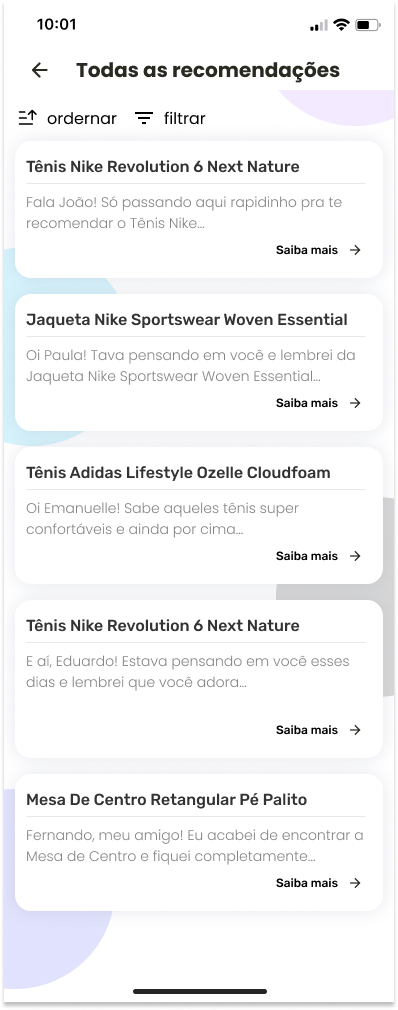 10:01
Todas as recomendações
ordernar filtrar
Tênis Nike Revolution 6 Next Nature
Fala João! Só passando aqui rapidinho pra te
recomendar o Tênis Nike...
Saiba mais
Jaqueta Nike Sportswear Woven Essential
Oi Paula! Tava pensando em você e lembrei da
Jaqueta Nike Sportswear Woven Essential...
Saiba mais
Tênis Adidas Lifestyle Ozelle Cloudfoam
Oi Emanuelle! Sabe aqueles tênis super
confortáveis e ainda por cima...
Saiba mais
Tênis Nike Revolution 6 Next Nature
E aí, Eduardo! Estava pensando em você esses
dias e lembrei que você adora...
Saiba mais
Mesa De Centro Retangular Pé Palito
Fernando, meu amigo! Eu acabei de encontrar a
Mesa de Centro e fiquei completamente...
Saiba mais